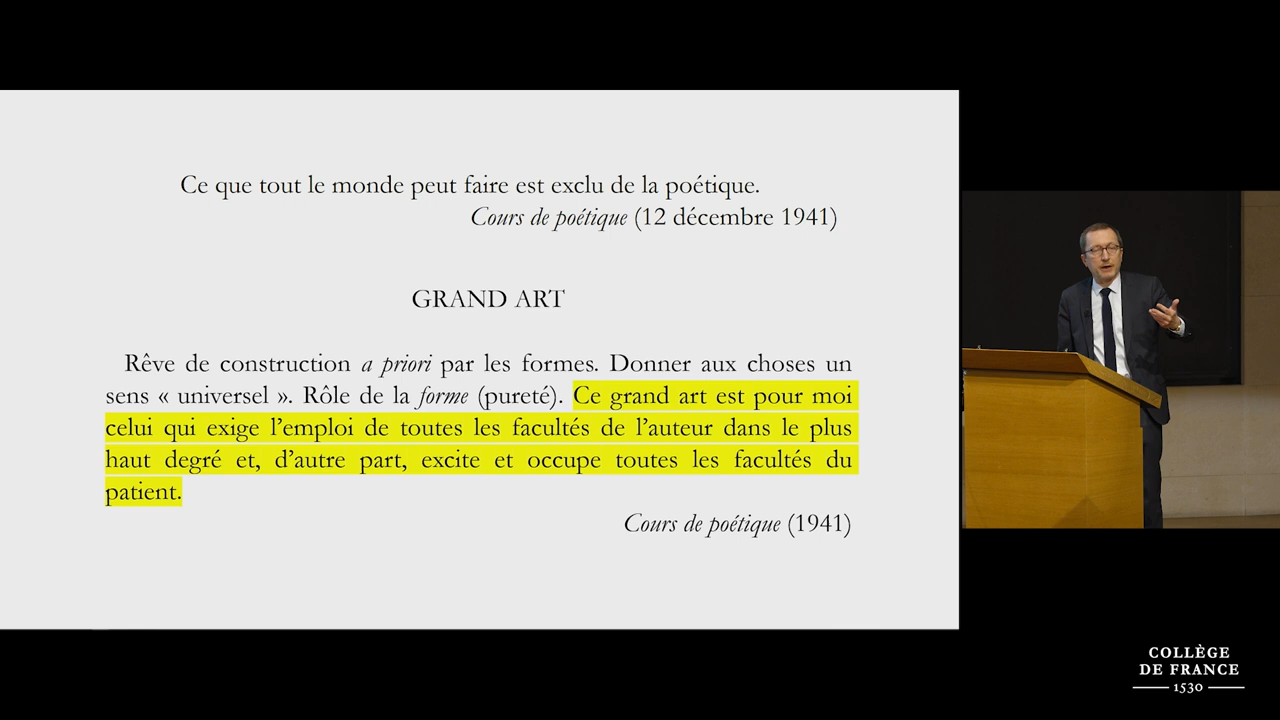 Ce que tout le monde peut faire est exclu de la poétique.
Cours de poétique (12 décembre 1941)
GRAND ART
Rêve de construction a priori par les formes. Donner aux choses un
sens « universel ». Rôle de la forme (pureté). Ce grand art est pour moi
celui qui exige l’emploi de toutes les facultés de l’auteur dans le plus
haut degré et, d’autre part, excite et occupe toutes les facultés du
patient.
Cours de poétique (1941)
COLLÈGE
DE FRANCE
1530